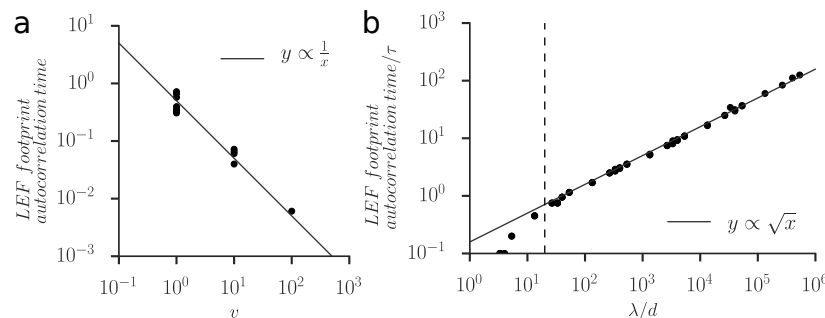 a
10^1
10^0
10^{-1}
10^{-2}
10^{-3}
LEF footprint
autocorrelation time
y ∝ 1/x
10^{-1} 10^0 10^1 10^2 10^3
v
b
10^3
10^2
10^1
10^0
10^{-1}
LEF footprint
autocorrelation time/τ
y ∝ √x
10^0 10^1 10^2 10^3 10^4 10^5 10^6
λ/d